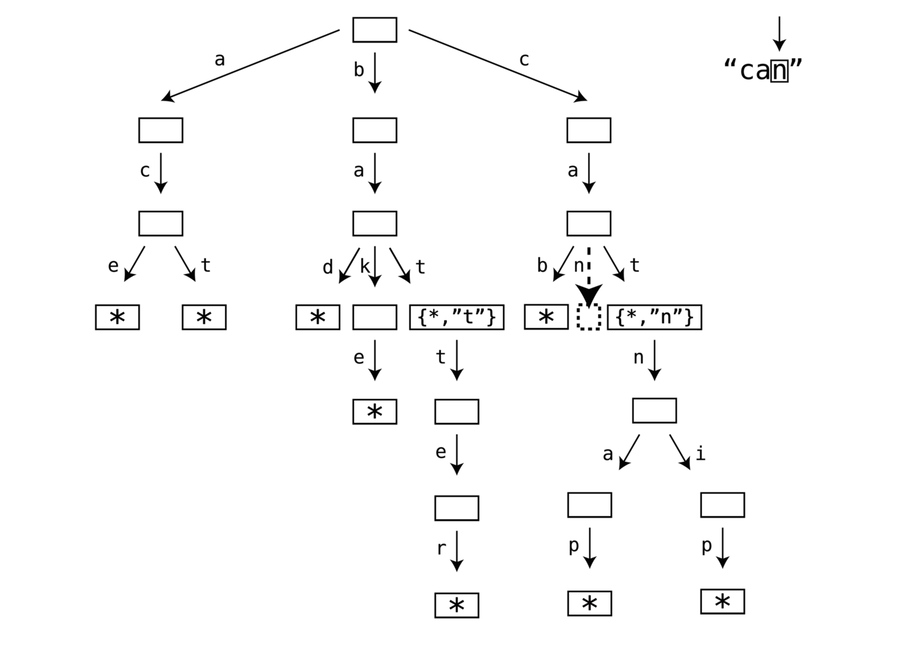 a b c
“can”
c a a
e t d k t b n t
* * * {*,”t”} * {*,”n”}
e t n
*
e a i
r p p
* * *